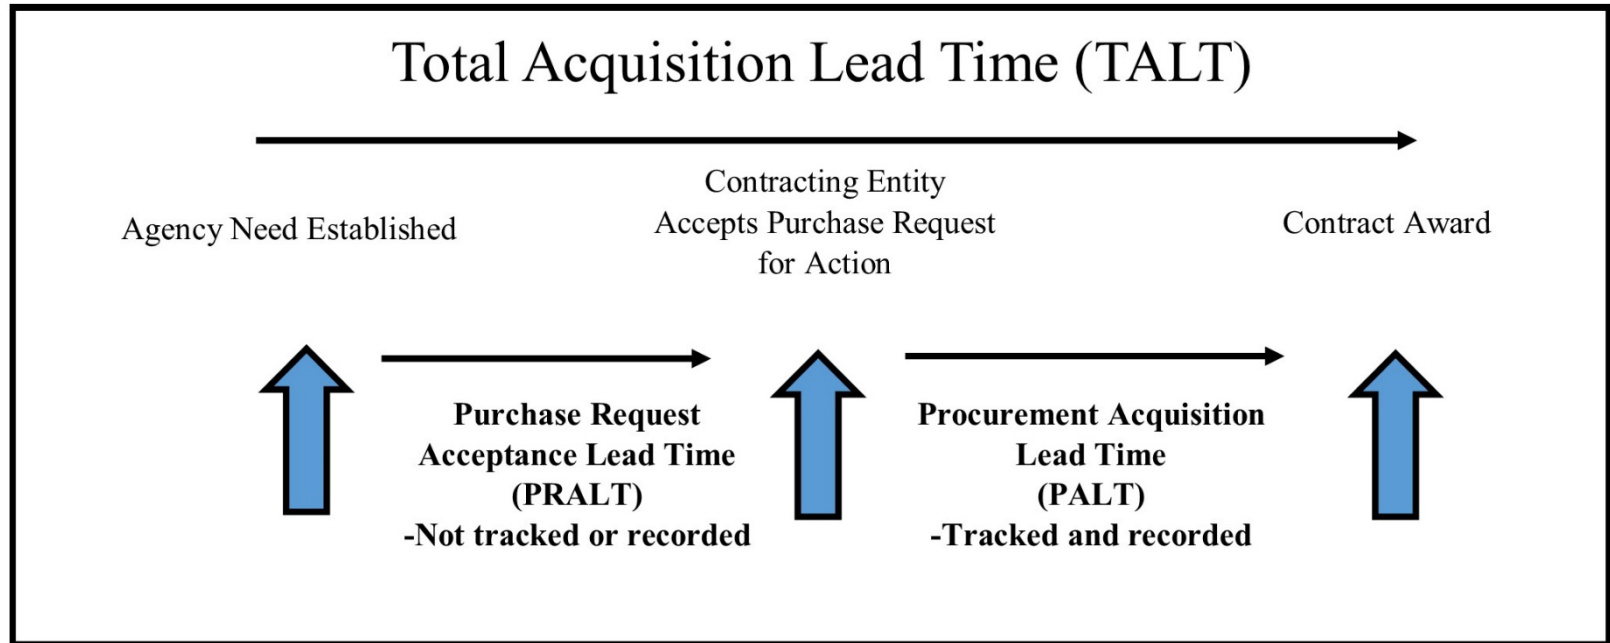 Total Acquisition Lead Time (TALT)
Agency Need Established
Contracting Entity
Accepts Purchase Request
for Action
Contract Award
Purchase Request
Acceptance Lead Time
(PRALT)
-Not tracked or recorded
Procurement Acquisition
Lead Time
(PALT)
-Tracked and recorded